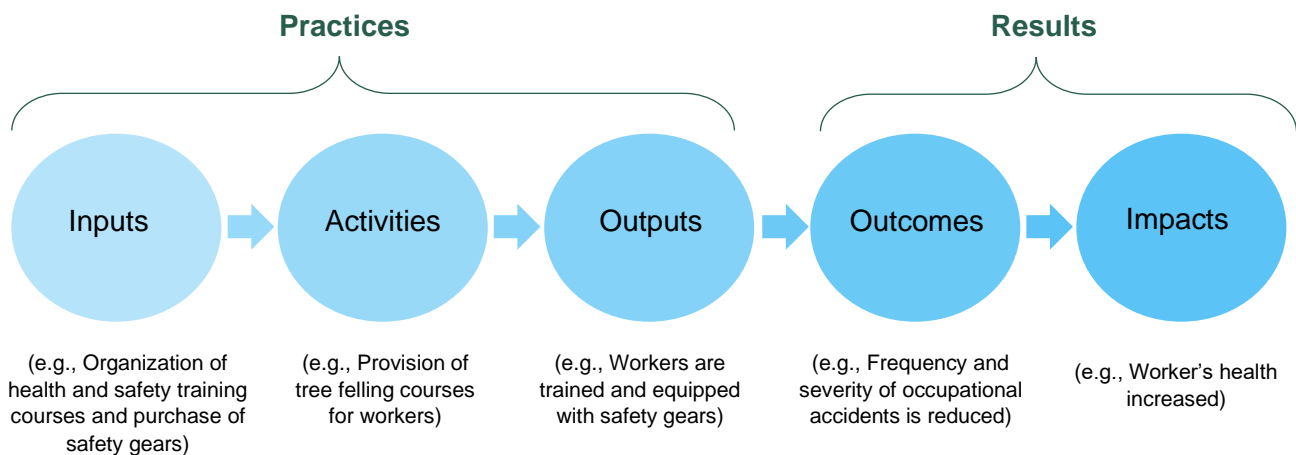 Practices
Results
Inputs
Activities
Outputs
Outcomes
Impacts
(e.g., Organization of
health and safety training
courses and purchase of
safety gears)
(e.g., Provision of
tree felling courses
for workers)
(e.g., Workers are
trained and equipped
with safety gears)
(e.g., Frequency and
severity of occupational
accidents is reduced)
(e.g., Worker's health
increased)